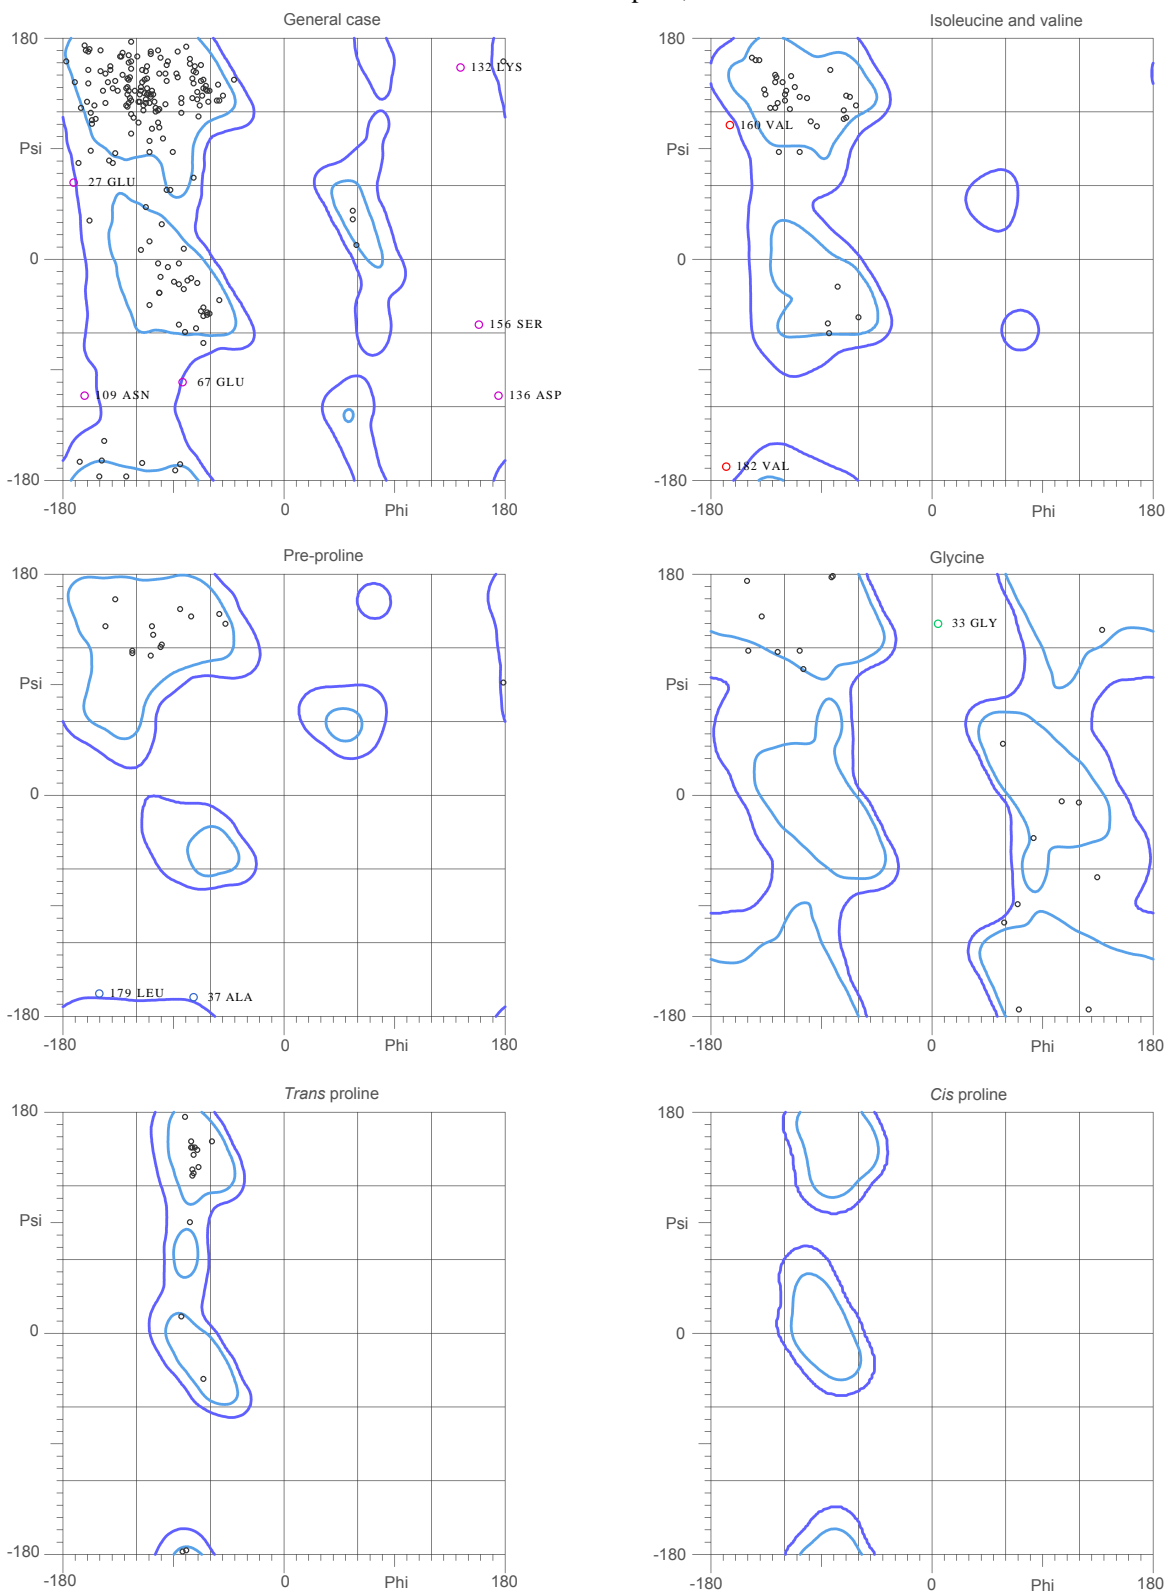 General case
180
Psi
0
-180
-180
0
Phi
180
132 LYS
27 GLU
156 SER
67 GLU
109 ASN
136 ASP
Isoleucine and valine
180
Psi
0
-180
-180
0
Phi
180
160 VAL
182 VAL
Pre-proline
180
Psi
0
-180
-180
0
Phi
180
179 LEU
37 ALA
Glycine
180
Psi
0
-180
-180
0
Phi
180
33 GLY
Trans proline
180
Psi
0
-180
-180
0
Phi
180
Cis proline
180
Psi
0
-180
-180
0
Phi
180